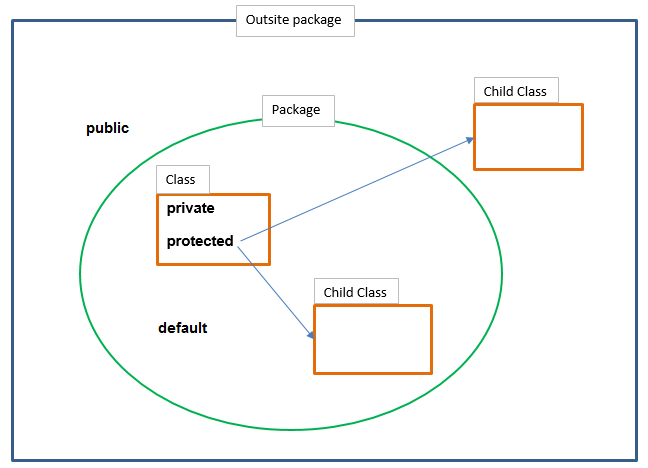 Outsite package
Child Class
Package
public
Class
private
protected
Child Class
default